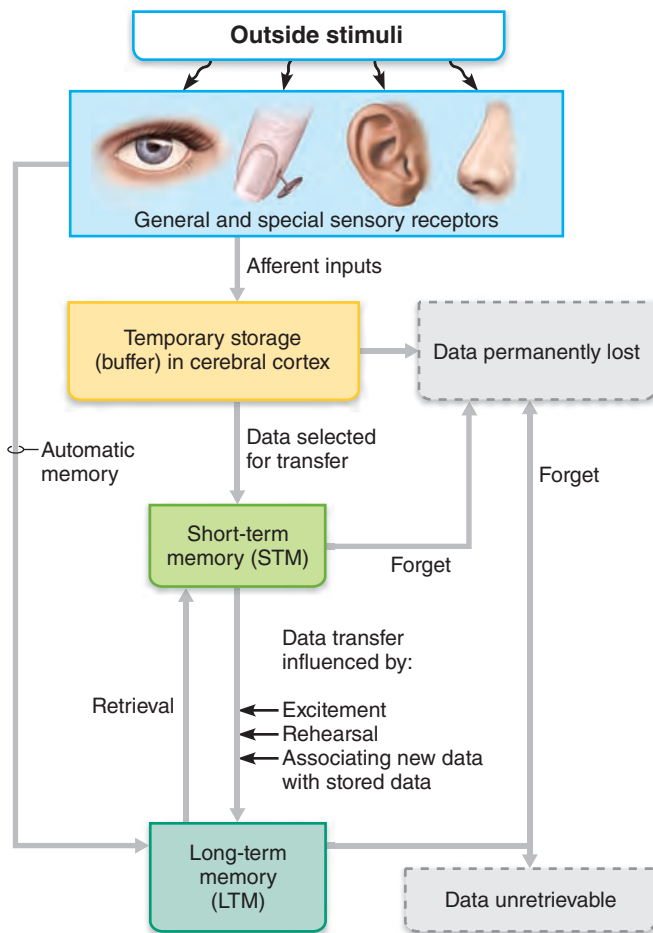 Outside stimuli
General and special sensory receptors
Afferent inputs
Temporary storage
(buffer) in cerebral cortex
Data permanently lost
Data selected
for transfer
Automatic
memory
Forget
Short-term
memory (STM)
Forget
Data transfer
influenced by:
Retrieval
Excitement
Rehearsal
Associating new data
with stored data
Long-term
memory
(LTM)
Data unretrievable